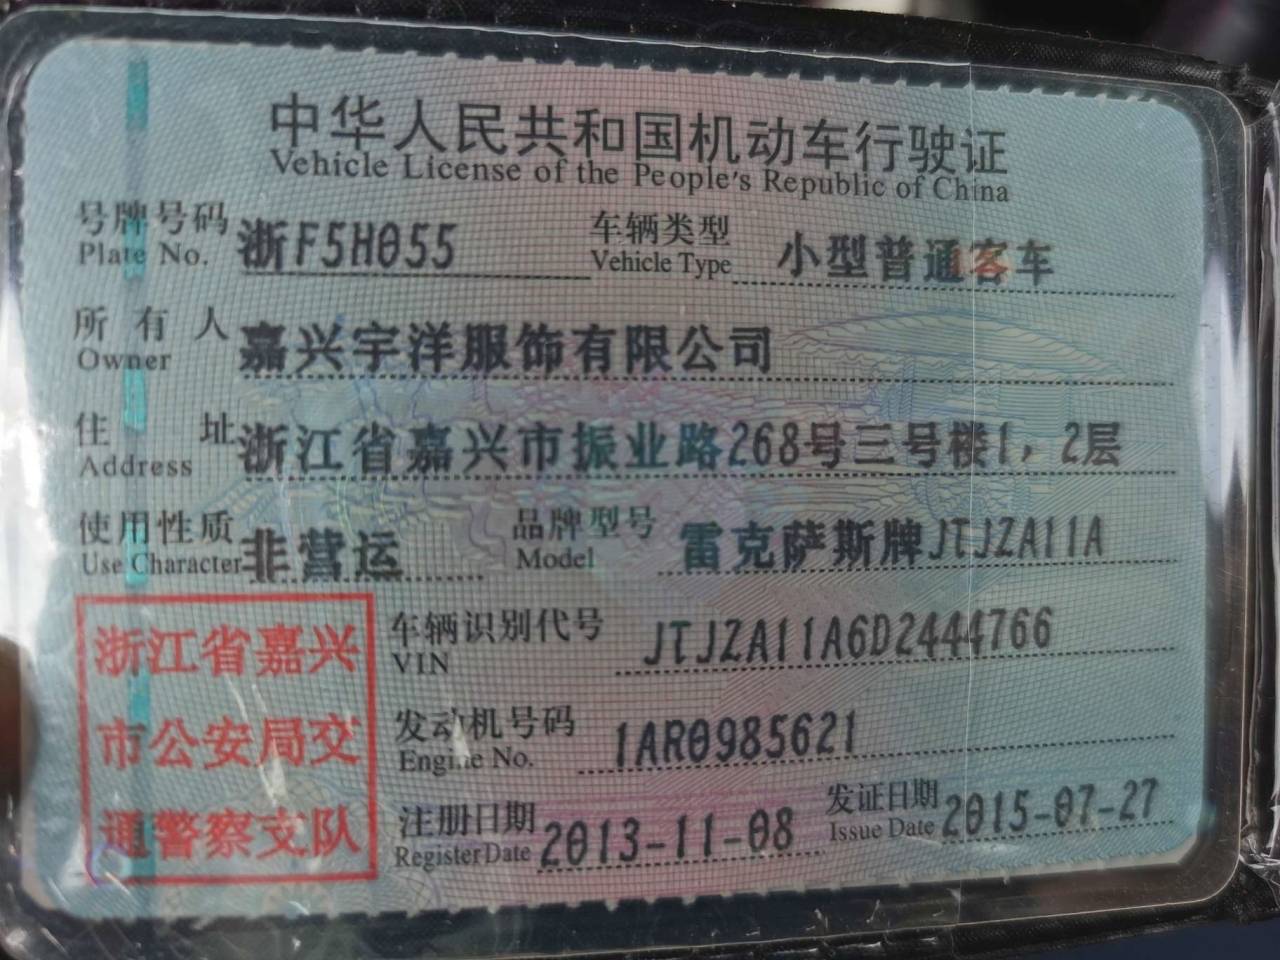 中华人民共和国机动车行驶证
Vehicle License of the People's Republic of China
号牌号码 浙F5H055 车辆类型 小型普通客车
Plate No. Vehicle Type
所有人 嘉兴宇洋服饰有限公司
Owner
住址 浙江省嘉兴市振业路268号三号楼1，2层
Address
使用性质 非营运 品牌型号 雷克萨斯牌JTJZA11A
Use Character Model
浙江省嘉兴
市公安局交
通警察支队
车辆识别代号 JTJZA11A6D2444766
VIN
发动机号码 1AR0985621
Engine No.
注册日期 2013-11-08 发证日期 2015-07-27
Register Date Issue Date